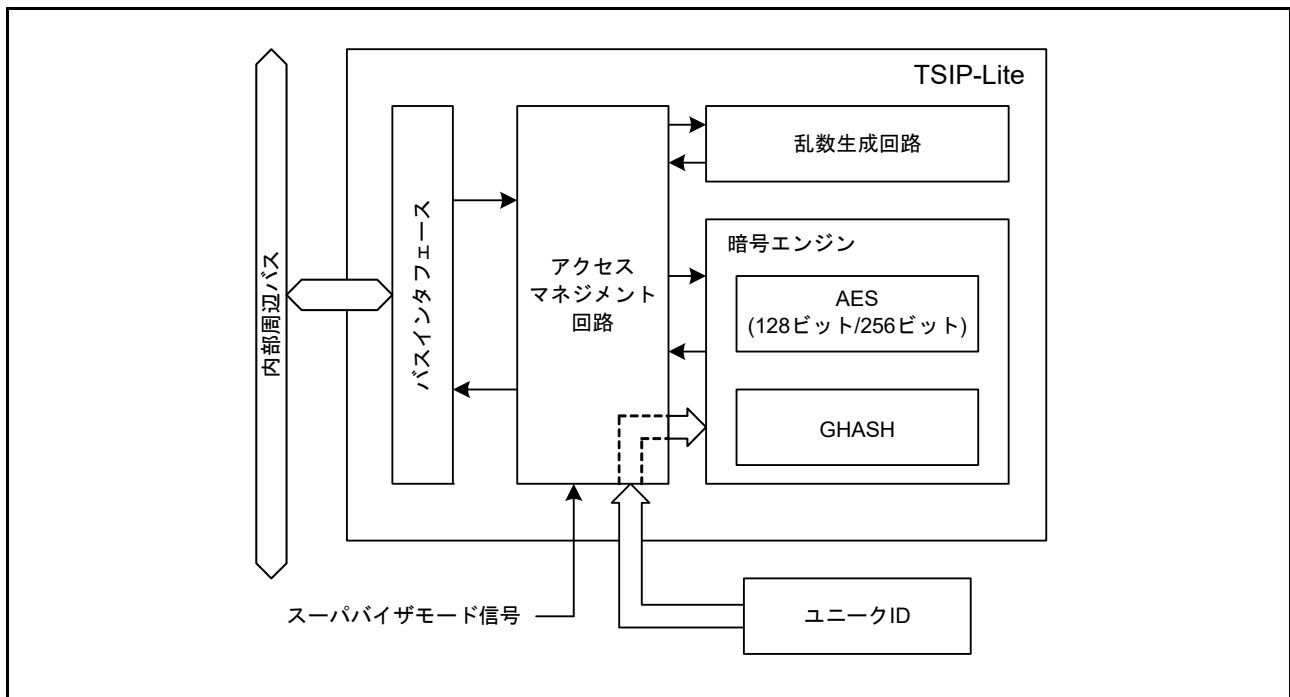 TSIP-Lite
内部周辺バス
バスインタフェース
アクセス
マネジメント
回路
乱数生成回路
暗号エンジン
AES
(128ビット/256ビット)
GHASH
スーパバイザモード信号
ユニークID